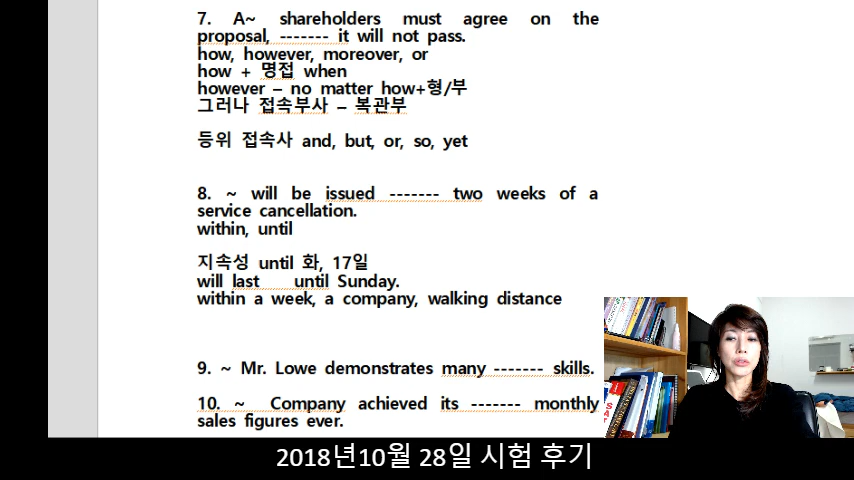 7. A~ shareholders must agree on the
proposal, ------- it will not pass.
how, however, moreover, or
how + 명접 when
however – no matter how+형/부
그러나 접속부사 – 복관부
등위 접속사 and, but, or, so, yet
8. ~ will be issued ------- two weeks of a
service cancellation.
within, until
지속성 until 화, 17일
will last until Sunday.
within a week, a company, walking distance
9. ~ Mr. Lowe demonstrates many ------- skills.
10. ~ Company achieved its ------- monthly
sales figures ever.
2018년10월 28일 시험 후기